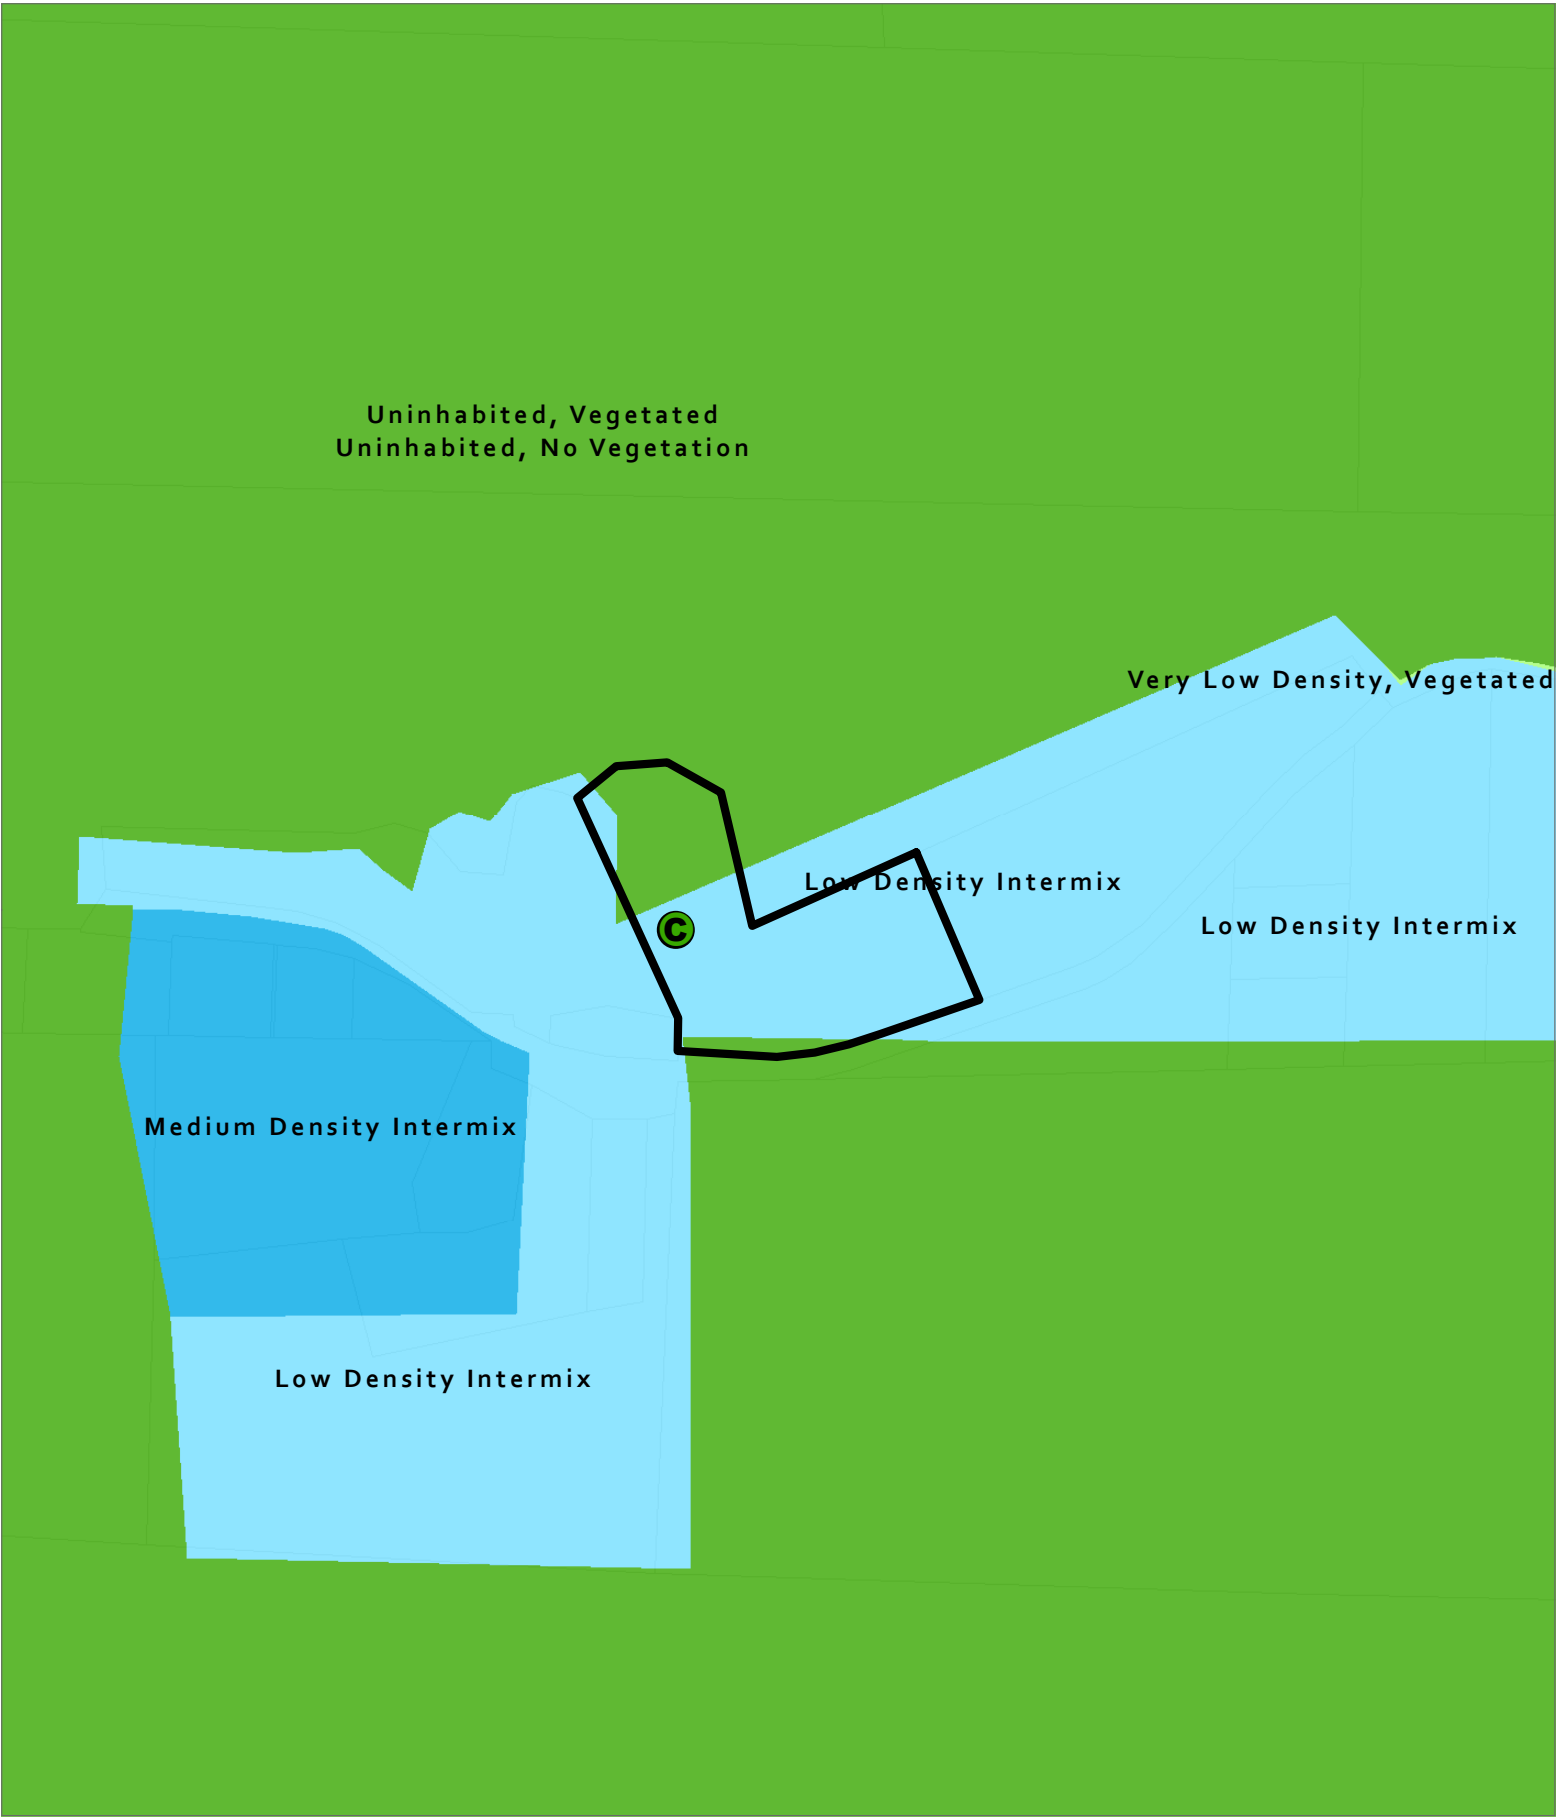 Uninhabited, Vegetated
Uninhabited, No Vegetation
Very Low Density, Vegetated
Low Density Intermix
Low Density Intermix
C
Medium Density Intermix
Low Density Intermix